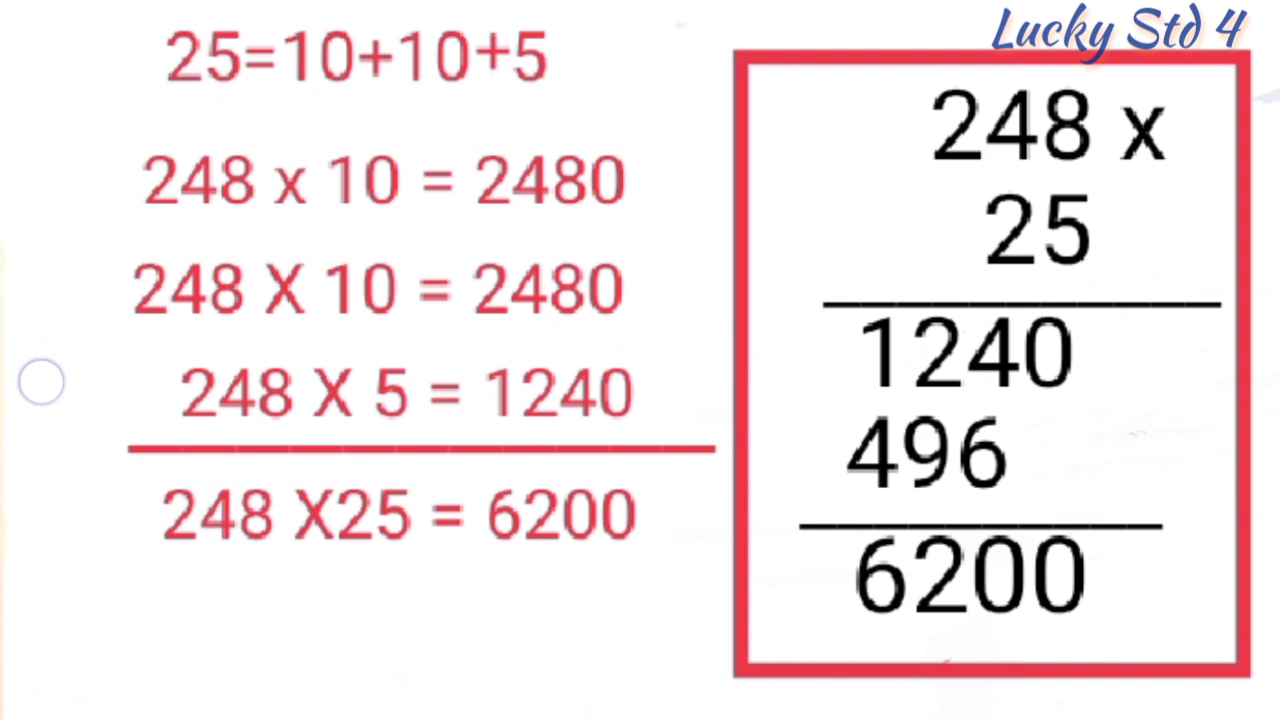 Lucky Std 4
25=10+10+5
248 x 10 = 2480
248 X 10 = 2480
248 X 5 = 1240
248 X25 = 6200
248 x
25
1240
496
6200